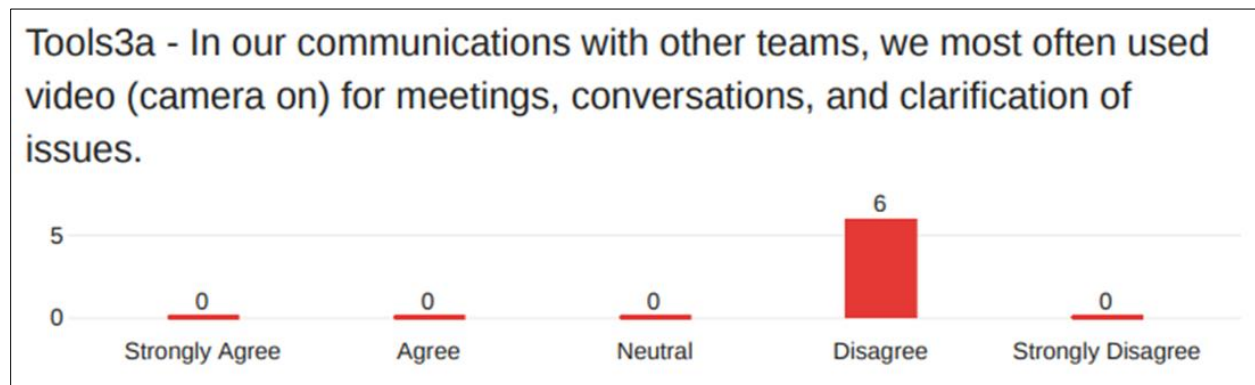 Tools3a - In our communications with other teams, we most often used
video (camera on) for meetings, conversations, and clarification of
issues.
6
5
0 0 0 0
0
Strongly Agree Agree Neutral Disagree Strongly Disagree